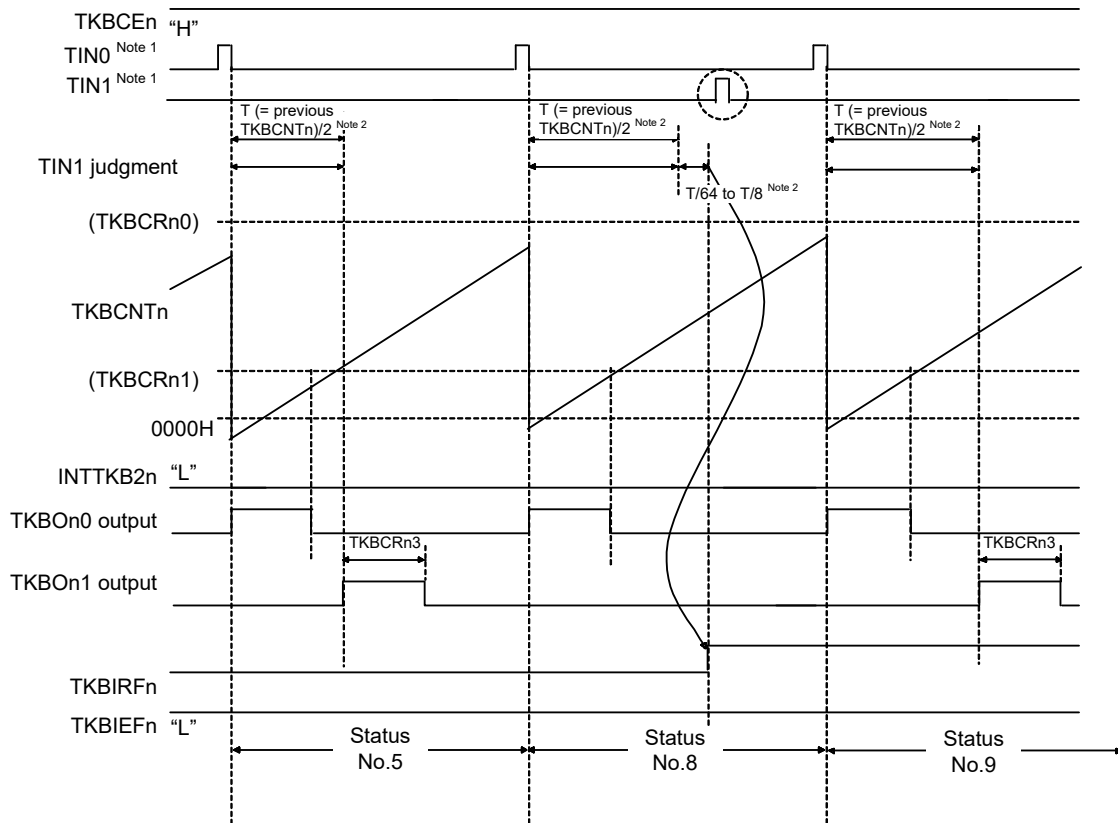 TKBCEn “H”
TIN0 Note 1
TIN1 Note 1
T (= previous
TKBCNTn)/2 Note 2
T (= previous
TKBCNTn)/2 Note 2
T (= previous
TKBCNTn)/2 Note 2
TIN1 judgment
T/64 to T/8 Note 2
(TKBCRn0)
TKBCNTn
(TKBCRn1)
0000H
INTTKB2n “L”
TKBOn0 output
TKBCRn3
TKBCRn3
TKBOn1 output
TKBIRFn
TKBIEFn “L”
Status
No.5
Status
No.8
Status
No.9